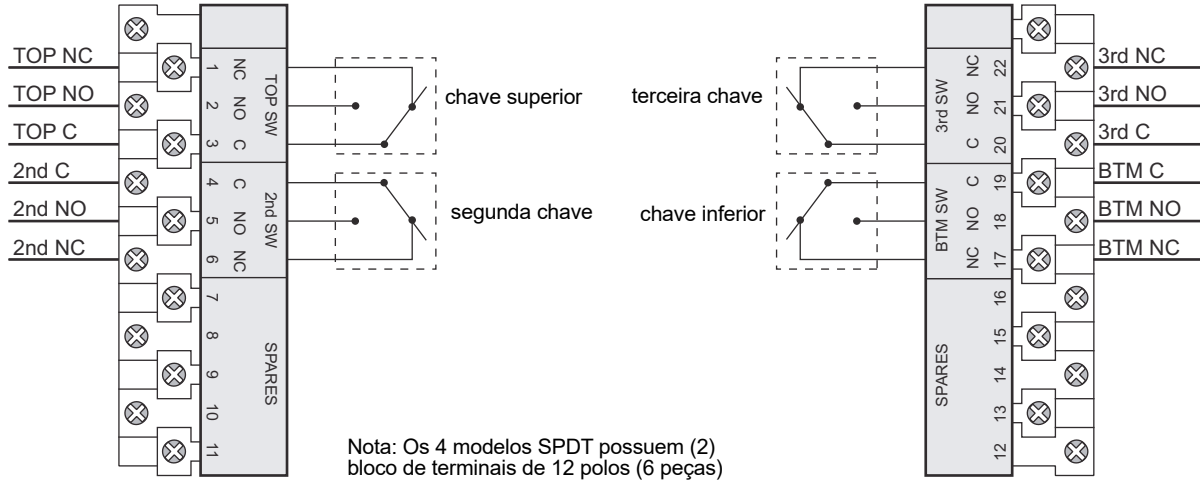 TOP NC
TOP NO
TOP C
2nd C
2nd NO
2nd NC
1 NC
2 NO
3 C
TOP SW
4 C
5 NO
6 NC
2nd SW
7
8
9
10
11
SPARES
chave superior
segunda chave
terceira chave
chave inferior
NC 22
NO 21
C 20
3rd SW
C 19
NO 18
NC 17
BTM SW
16
15
14
13
12
SPARES
3rd NC
3rd NO
3rd C
BTM C
BTM NO
BTM NC
Nota: Os 4 modelos SPDT possuem (2)
bloco de terminais de 12 polos (6 peças)